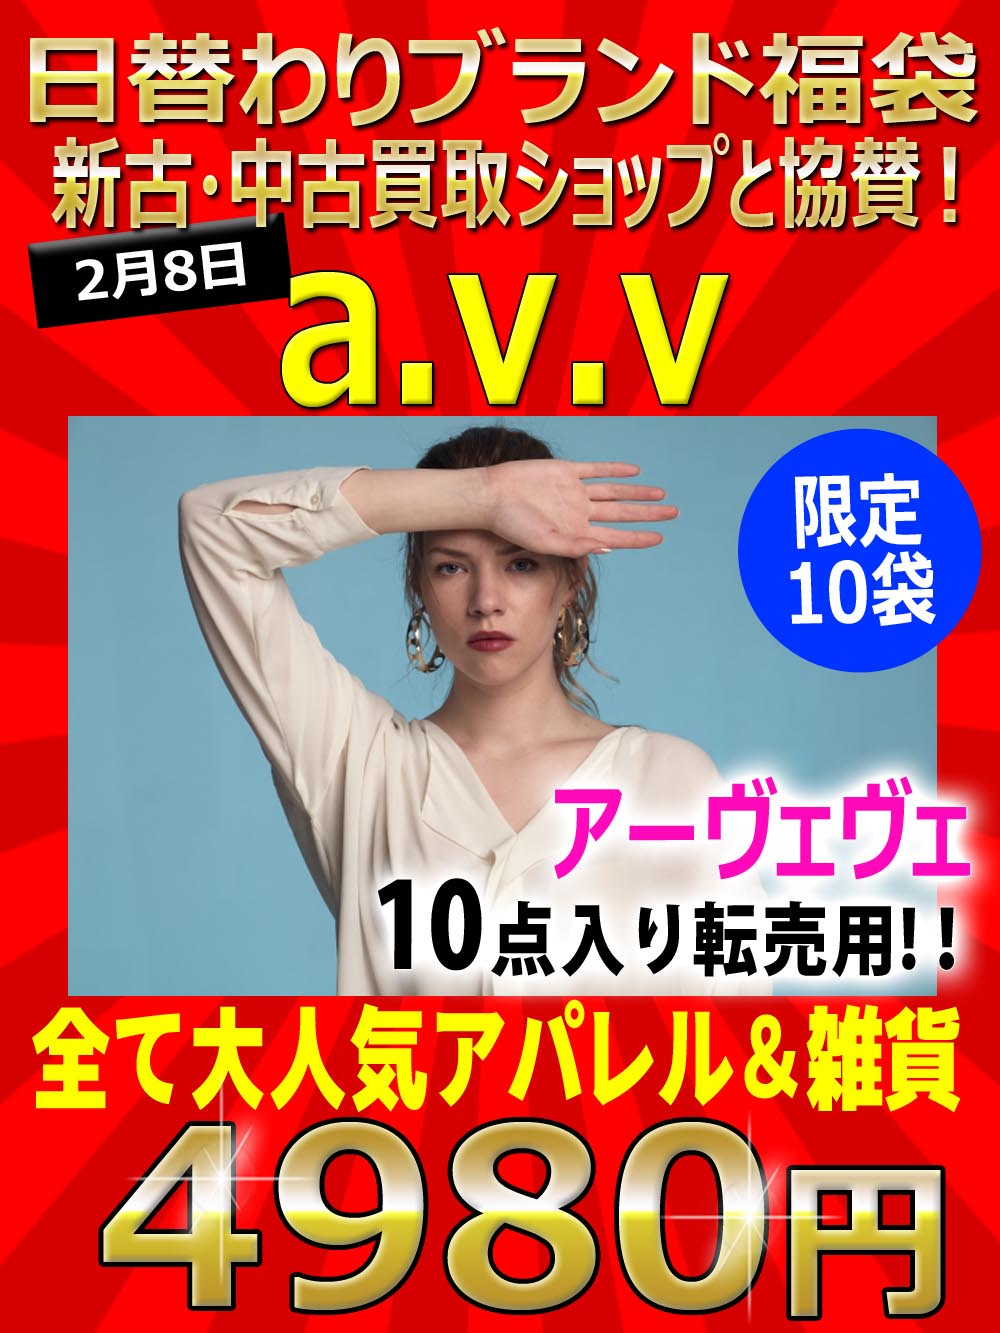 日替わりブランド福袋
新古・中古買取ショップと協賛！
2月8日
a.v.v
限定
10袋
アーヴェヴェ
10点入り転売用！！
全て大人気アパレル＆雑貨
4980円